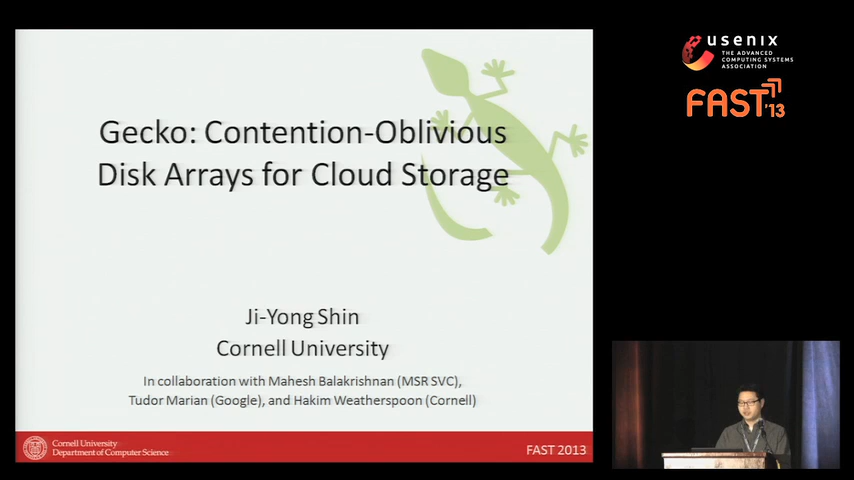 Gecko: Contention-Oblivious
Disk Arrays for Cloud Storage
Ji-Yong Shin
Cornell University
In collaboration with Mahesh Balakrishnan (MSR SVC),
Tudor Marian (Google), and Hakim Weatherspoon (Cornell)
Cornell University
Department of Computer Science
FAST 2013
usenix
THE ADVANCED
COMPUTING SYSTEMS
ASSOCIATION
FAST'13